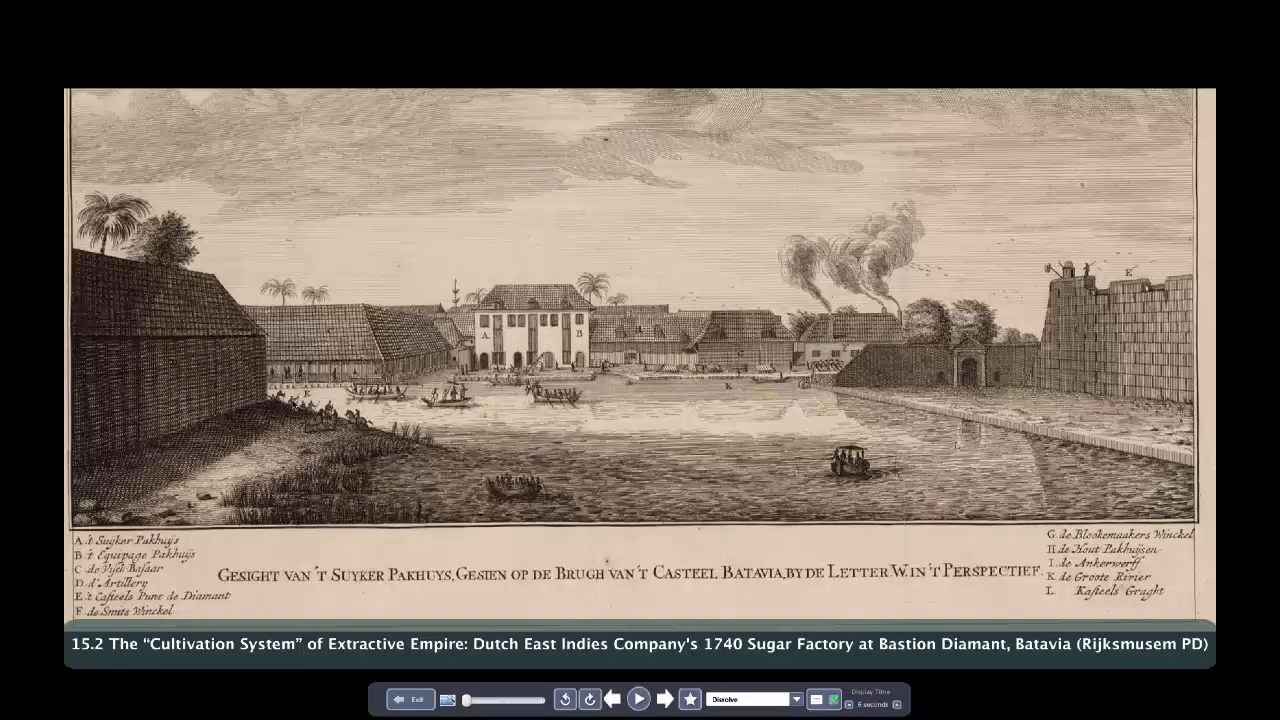 A
B
E
K
A.'t Suyker Pakhuys
B.'t Equipage Pakhuys
C de Visch Basaar
D d'Artillery
E.'t Casteels Punt de Diamant
F de Smits Winckel
GESIGHT VAN 'T SUYKER PAKHUYS, GESIEN OP DE BRUGH VAN 'T CASTEEL BATAVIA, BY DE LETTER.W. IN 'T PERSPECTIEF.
G de Blookemaakers Winckel
H de Hout Pakhuysen
I. de Ankerwerff
K de Groote Rivier
L. Kasteels Graght
15.2 The “Cultivation System” of Extractive Empire: Dutch East Indies Company's 1740 Sugar Factory at Bastion Diamant, Batavia (Rijksmusem PD)
Exit
Dissolve
Display Time
6 seconds